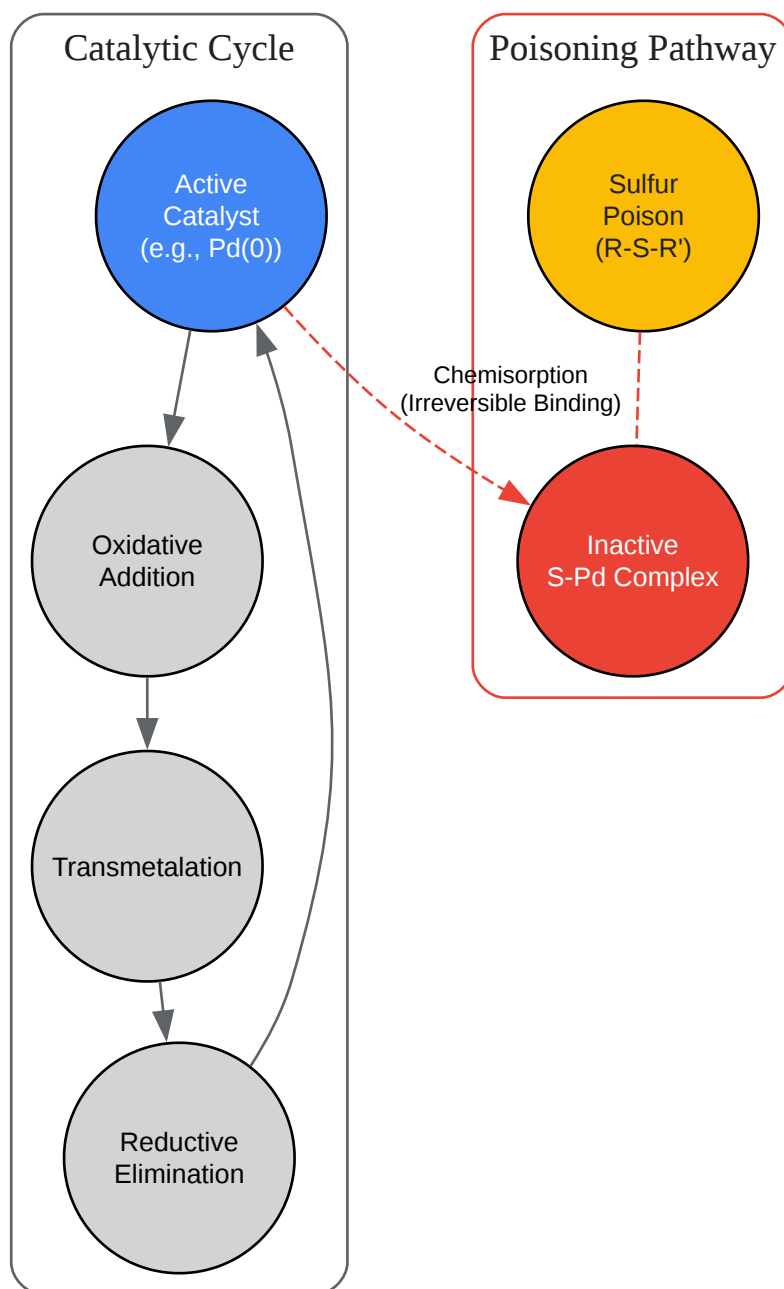 Catalytic Cycle
Poisoning Pathway
Active
Catalyst
(e.g., Pd(0))
Sulfur
Poison
(R-S-R')
Chemisorption
(Irreversible Binding)
Oxidative
Addition
Inactive
S-Pd Complex
Transmetalation
Reductive
Elimination